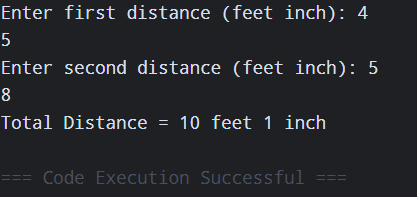 Enter first distance (feet inch): 4
5
Enter second distance (feet inch): 5
8
Total Distance = 10 feet 1 inch
=== Code Execution Successful ===